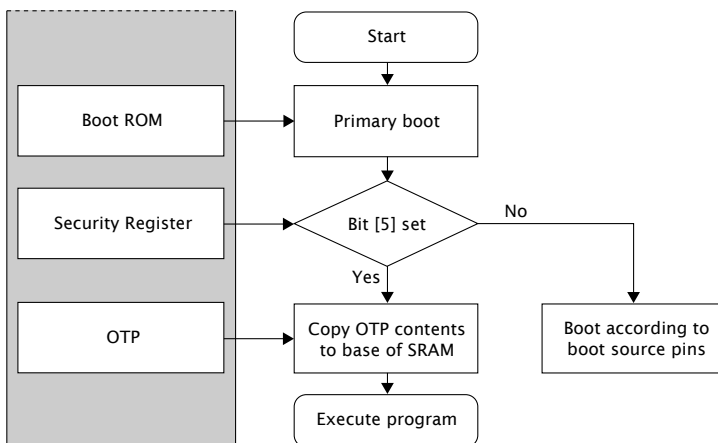 Start
Boot ROM
Primary boot
Security Register
Bit [5] set
No
Yes
OTP
Copy OTP contents
to base of SRAM
Boot according to
boot source pins
Execute program